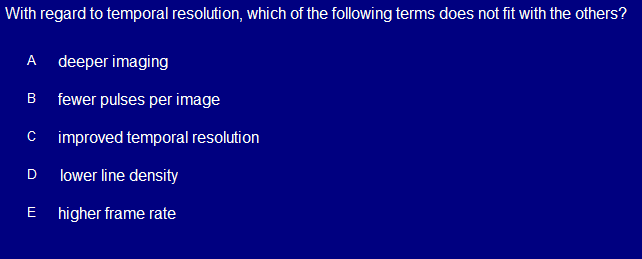 With regard to temporal resolution, which of the following terms does not fit with the others?
A deeper imaging
B fewer pulses per image
C improved temporal resolution
D lower line density
E higher frame rate